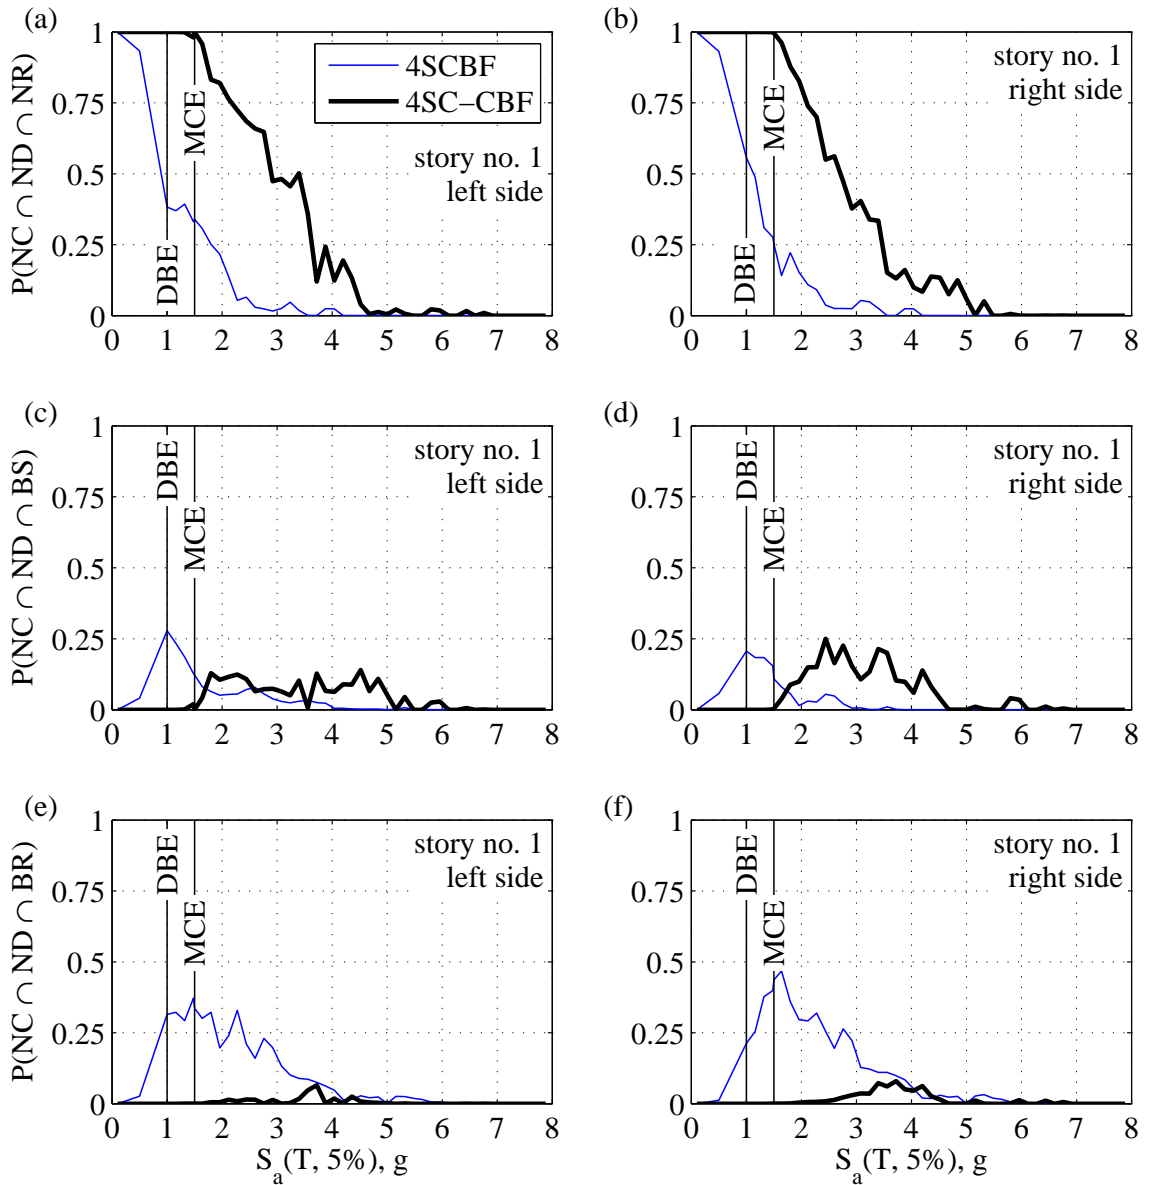 (a)
1
0.75
0.5
0.25
0
P(NC ∩ ND ∩ NR)
4SCBF
4SC−CBF
MCE
DBE
story no. 1
left side
0 1 2 3 4 5 6 7 8
(b)
1
0.75
0.5
0.25
0
story no. 1
right side
MCE
DBE
0 1 2 3 4 5 6 7 8
(c)
1
0.75
0.5
0.25
0
P(NC ∩ ND ∩ BS)
DBE
MCE
story no. 1
left side
0 1 2 3 4 5 6 7 8
(d)
1
0.75
0.5
0.25
0
DBE
MCE
story no. 1
right side
0 1 2 3 4 5 6 7 8
(e)
1
0.75
0.5
0.25
0
P(NC ∩ ND ∩ BR)
DBE
MCE
story no. 1
left side
0 1 2 3 4 5 6 7 8
S_a(T, 5%), g
(f)
1
0.75
0.5
0.25
0
DBE
MCE
story no. 1
right side
0 1 2 3 4 5 6 7 8
S_a(T, 5%), g